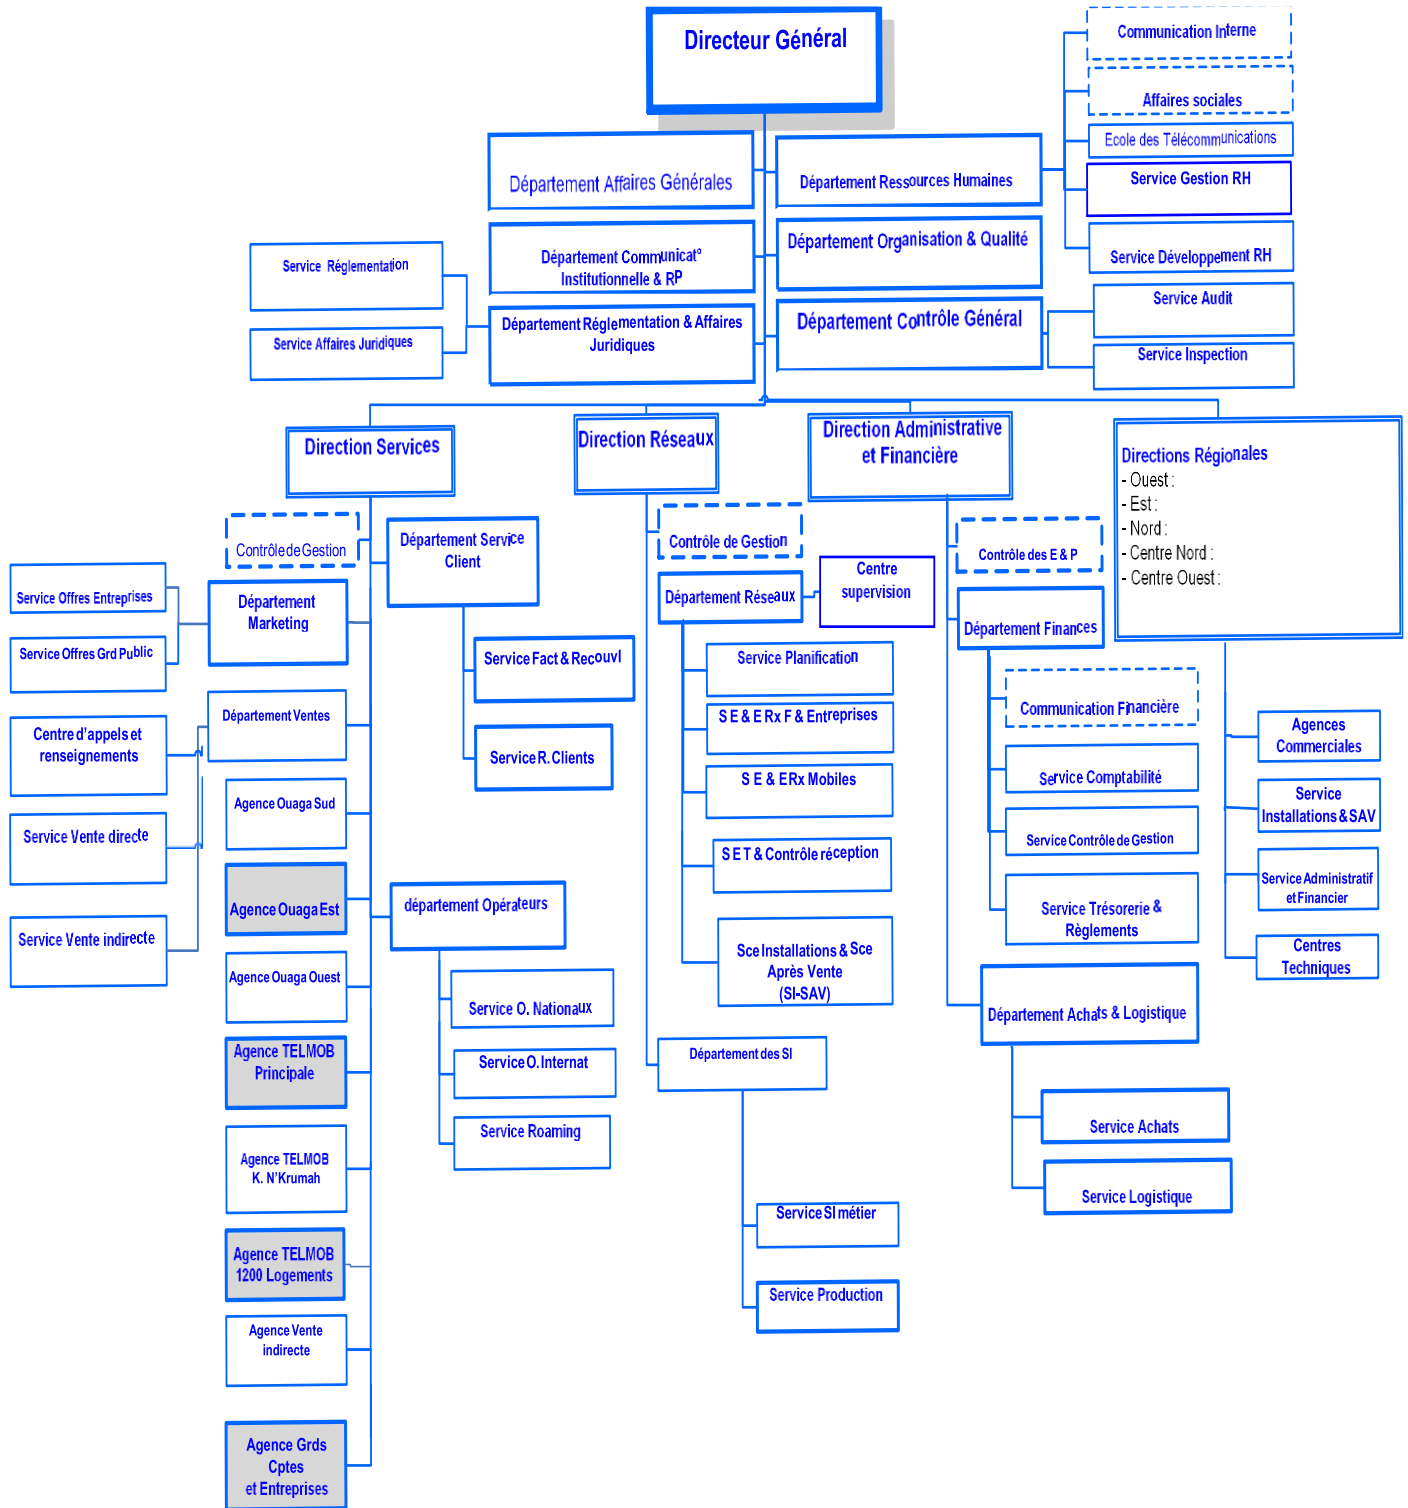 Directeur Général
Communication Interne
Affaires sociales
Ecole des Télécommunications
Service Gestion RH
Service Développement RH
Département Affaires Générales
Département Ressources Humaines
Département Communicat°
Institutionnelle & RP
Département Organisation & Qualité
Service Réglementation
Service Affaires Juridiques
Département Réglementation & Affaires
Juridiques
Département Contrôle Général
Service Audit
Service Inspection
Direction Services
Direction Réseaux
Direction Administrative
et Financière
Directions Régionales
- Ouest :
- Est :
- Nord :
- Centre Nord :
- Centre Ouest :
Contrôle de Gestion
Département Service
Client
Service Offres Entreprises
Service Offres Grd Public
Département
Marketing
Service Fact & Recouvl
Service R. Clients
Centre d'appels et
renseignements
Service Vente directe
Service Vente indirecte
Département Ventes
Agence Ouaga Sud
Agence Ouaga Est
Agence Ouaga Ouest
Agence TELMOB
Principale
Agence TELMOB
K. N'Krumah
Agence TELMOB
1200 Logements
Agence Vente
indirecte
Agence Grds
Cptes
et Entreprises
département Opérateurs
Service O. Nationaux
Service O. Internat
Service Roaming
Contrôle de Gestion
Département Réseaux
Centre
supervision
Service Planification
S E & E Rx F & Entreprises
S E & ERx Mobiles
S E T & Contrôle réception
Sce Installations & Sce
Après Vente
(SI-SAV)
Département des SI
Service SI métier
Service Production
Contrôle des E & P
Département Finances
Communication Financière
Service Comptabilité
Service Contrôle de Gestion
Service Trésorerie &
Règlements
Département Achats & Logistique
Service Achats
Service Logistique
Agences
Commerciales
Service
Installations & SAV
Service Administratif
et Financier
Centres
Techniques